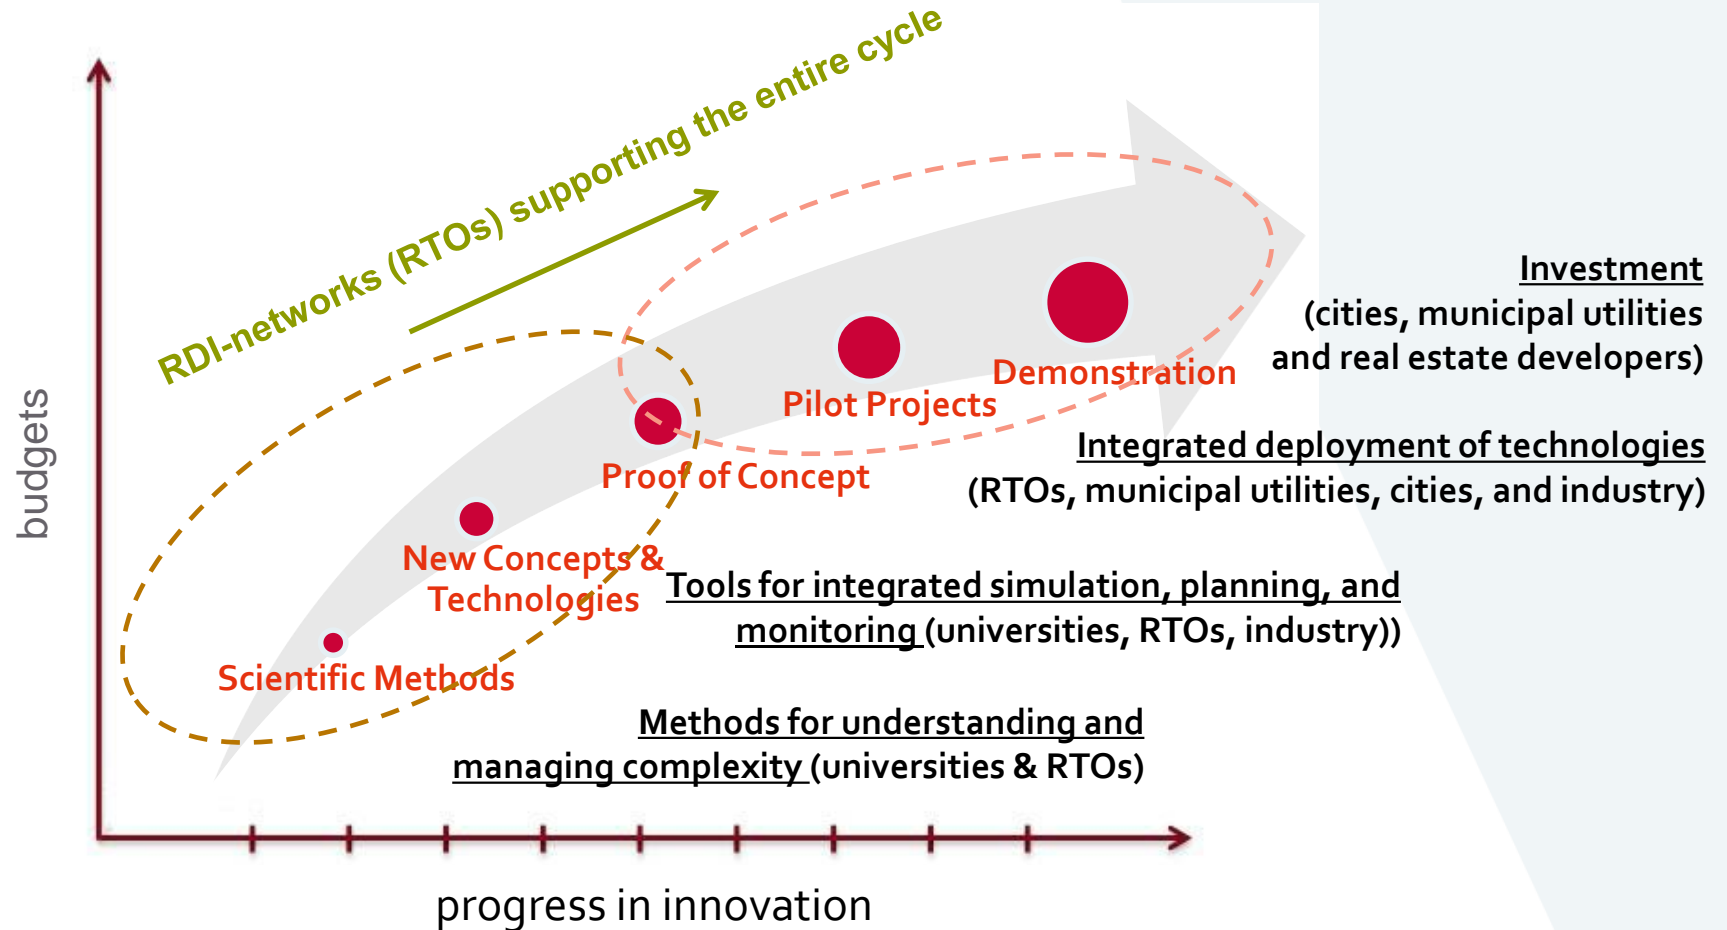 RDI-networks (RTOs) supporting the entire cycle
budgets
Investment
(cities, municipal utilities
and real estate developers)
Demonstration
Pilot Projects
Integrated deployment of technologies
(RTOs, municipal utilities, cities, and industry)
Proof of Concept
New Concepts &
Technologies
Tools for integrated simulation, planning, and
monitoring (universities, RTOs, industry))
Scientific Methods
Methods for understanding and
managing complexity (universities & RTOs)
progress in innovation